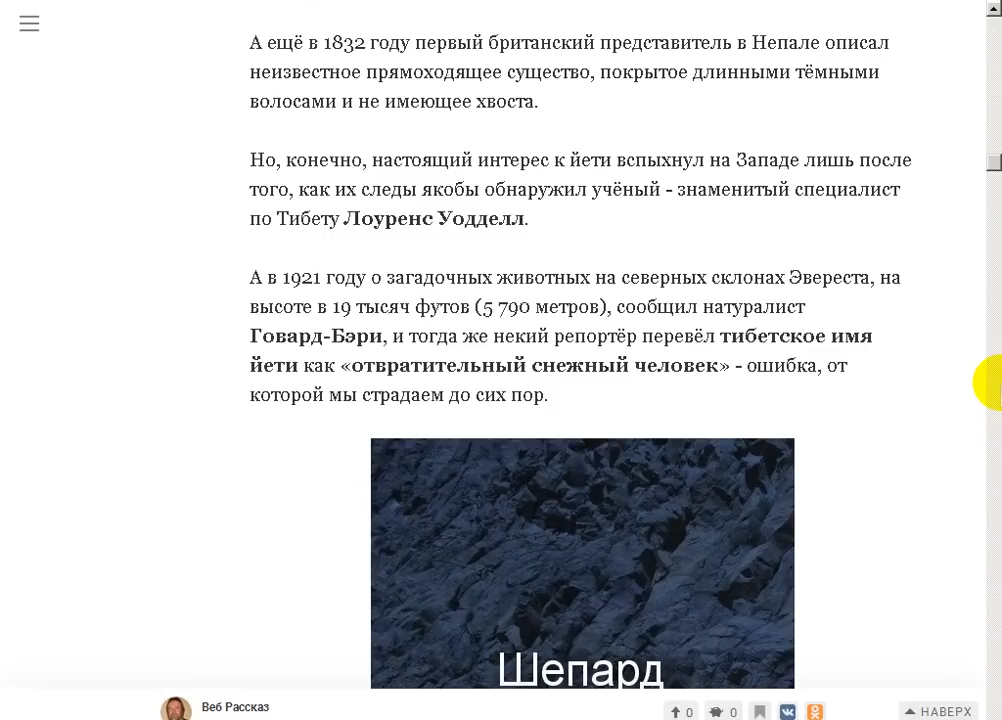 А ещё в 1832 году первый британский представитель в Непале описал
неизвестное прямоходящее существо, покрытое длинными тёмными
волосами и не имеющее хвоста.
Но, конечно, настоящий интерес к йети вспыхнул на Западе лишь после
того, как их следы якобы обнаружил учёный - знаменитый специалист
по Тибету Лоуренс Уодделл.
А в 1921 году о загадочных животных на северных склонах Эвереста, на
высоте в 19 тысяч футов (5 790 метров), сообщил натуралист
Говард-Бэри, и тогда же некий репортёр перевёл тибетское имя
йети как «отвратительный снежный человек» - ошибка, от
которой мы страдаем до сих пор.
Шепард
Веб Рассказ
0
0
НАВЕРХ